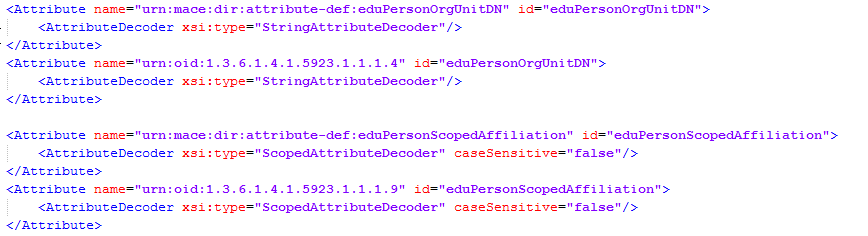 <Attribute name="urn:mace:dir:attribute-def:eduPersonOrgUnitDN" id="eduPersonOrgUnitDN">
<AttributeDecoder xsi:type="StringAttributeDecoder"/>
</Attribute>
<Attribute name="urn:oid:1.3.6.1.4.1.5923.1.1.1.4" id="eduPersonOrgUnitDN">
<AttributeDecoder xsi:type="StringAttributeDecoder"/>
</Attribute>
<Attribute name="urn:mace:dir:attribute-def:eduPersonScopedAffiliation" id="eduPersonScopedAffiliation">
<AttributeDecoder xsi:type="ScopedAttributeDecoder" caseSensitive="false"/>
</Attribute>
<Attribute name="urn:oid:1.3.6.1.4.1.5923.1.1.1.9" id="eduPersonScopedAffiliation">
<AttributeDecoder xsi:type="ScopedAttributeDecoder" caseSensitive="false"/>
</Attribute>